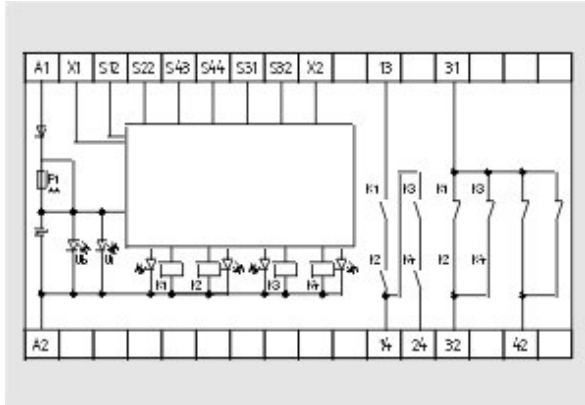 A1 X1 S12 S22 S43 S44 S31 S32 X2 13 31
F1
K1 K3 K1 K3
Ub Ui
K1 K2 K3 K4
K2 K4 K2 K4
A2 14 24 32 42